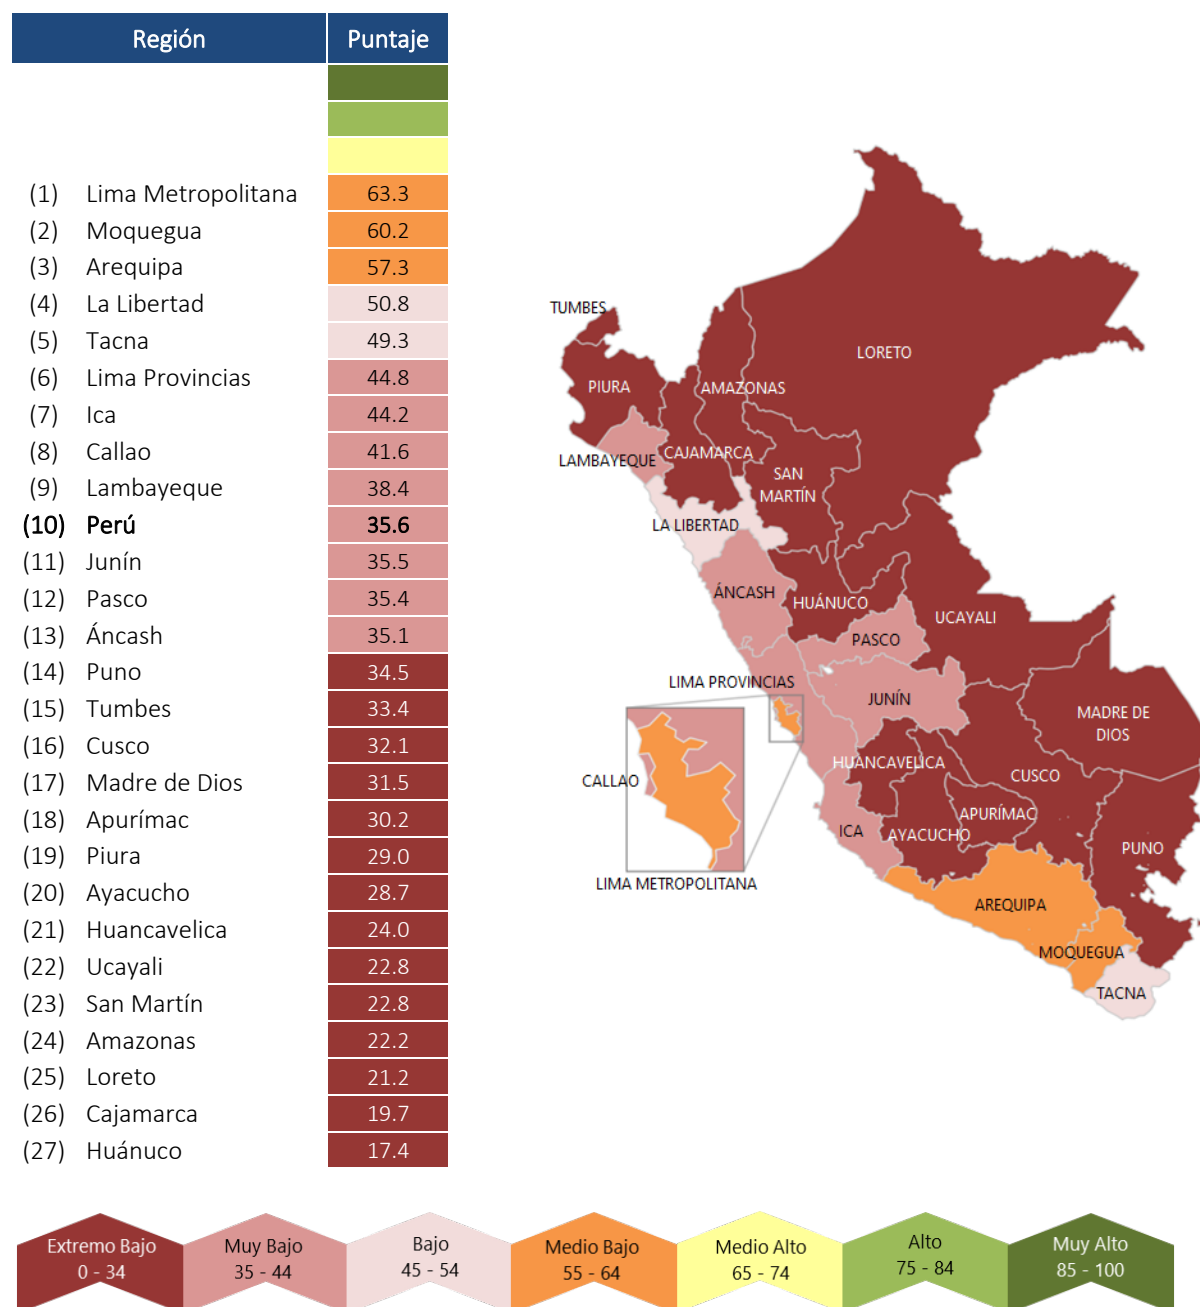 Región Puntaje
(1) Lima Metropolitana 63.3
(2) Moquegua 60.2
(3) Arequipa 57.3
(4) La Libertad 50.8
(5) Tacna 49.3
(6) Lima Provincias 44.8
(7) Ica 44.2
(8) Callao 41.6
(9) Lambayeque 38.4
(10) Perú 35.6
(11) Junín 35.5
(12) Pasco 35.4
(13) Áncash 35.1
(14) Puno 34.5
(15) Tumbes 33.4
(16) Cusco 32.1
(17) Madre de Dios 31.5
(18) Apurímac 30.2
(19) Piura 29.0
(20) Ayacucho 28.7
(21) Huancavelica 24.0
(22) Ucayali 22.8
(23) San Martín 22.8
(24) Amazonas 22.2
(25) Loreto 21.2
(26) Cajamarca 19.7
(27) Huánuco 17.4
TUMBES
LORETO
PIURA
AMAZONAS
CAJAMARCA
LAMBAYEQUE
SAN
MARTÍN
LA LIBERTAD
ÁNCASH
HUÁNUCO
UCAYALI
PASCO
LIMA PROVINCIAS
JUNÍN
MADRE DE
DIOS
HUANCAVELICA
CALLAO
CUSCO
APURÍMAC
ICA
AYACUCHO
PUNO
LIMA METROPOLITANA
AREQUIPA
MOQUEGUA
TACNA
Extremo Bajo
0 - 34
Muy Bajo
35 - 44
Bajo
45 - 54
Medio Bajo
55 - 64
Medio Alto
65 - 74
Alto
75 - 84
Muy Alto
85 - 100